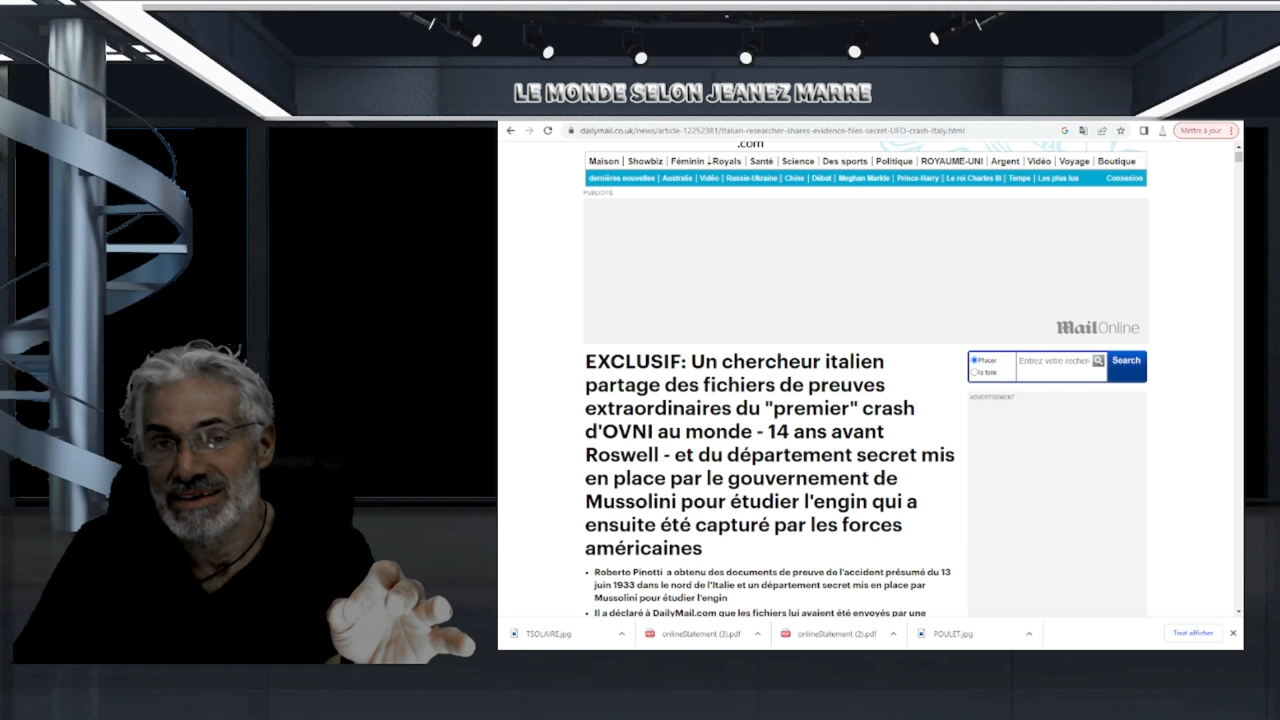 LE MONDE SELON JEANEZ MARRE
dailymail.co.uk/news/article-12252381/Italian-researcher-shares-evidence-files-secret-UFO-crash-Italy.html
Mettre à jour
.com
Maison | Showbiz | Féminin | Royals | Santé | Science | Des sports | Politique | ROYAUME-UNI | Argent | Vidéo | Voyage | Boutique
dernières nouvelles | Australie | Vidéo | Russie-Ukraine | Chine | Débat | Meghan Markle | Prince-Harry | Le roi Charles III | Temps | Les plus lus Connexion
PUBLICITÉ
MailOnline
EXCLUSIF: Un chercheur italien
partage des fichiers de preuves
extraordinaires du "premier" crash
d'OVNI au monde - 14 ans avant
Roswell - et du département secret mis
en place par le gouvernement de
Mussolini pour étudier l'engin qui a
ensuite été capturé par les forces
américaines
Placer
la toile
Entrez votre recher
Search
ADVERTISEMENT
• Roberto Pinotti a obtenu des documents de preuve de l'accident présumé du 13
juin 1933 dans le nord de l'Italie et un département secret mis en place par
Mussolini pour étudier l'engin
• Il a déclaré à DailyMail.com que les fichiers lui avaient été envoyés par une
TSOLAIRE.jpg
onlineStatement (3).pdf
onlineStatement (2).pdf
POULET.jpg
Tout afficher